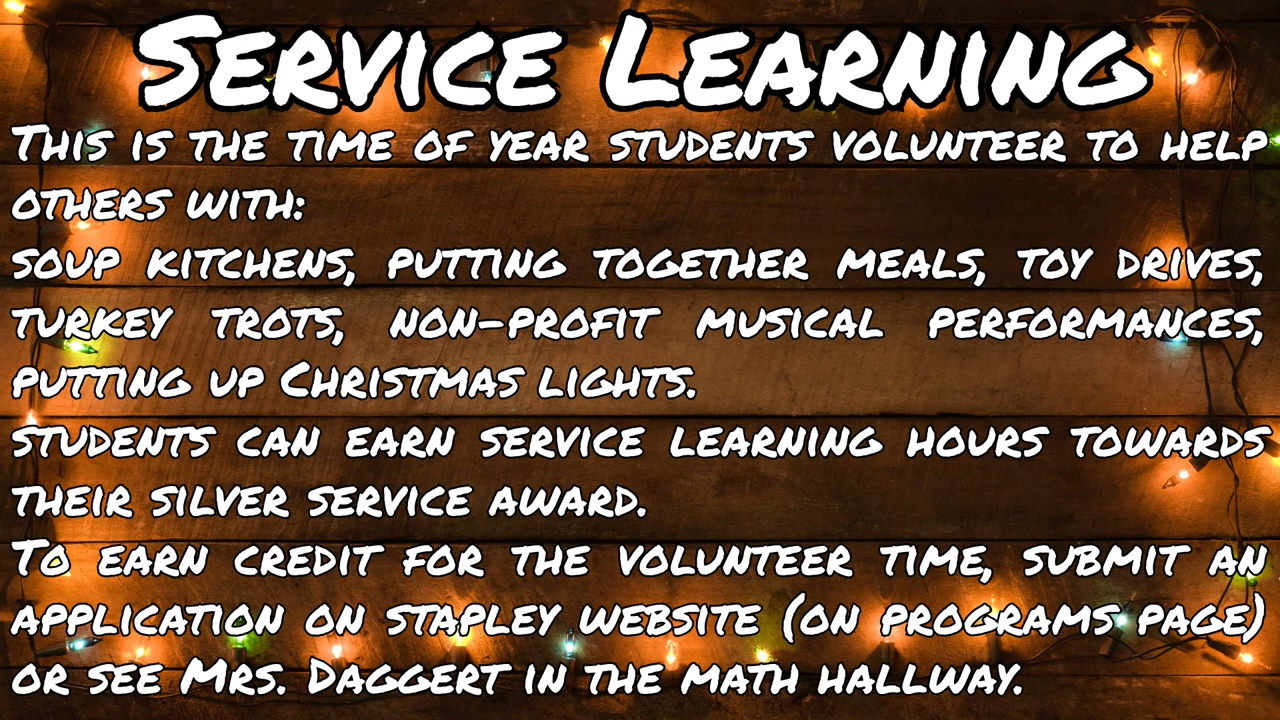 Service Learning
This is the time of year students volunteer to help
others with:
soup kitchens, putting together meals, toy drives,
turkey trots, non-profit musical performances,
putting up Christmas lights.
students can earn service learning hours towards
their silver service award.
To earn credit for the volunteer time, submit an
application on stapley website (on programs page)
or see Mrs. Daggert in the math hallway.